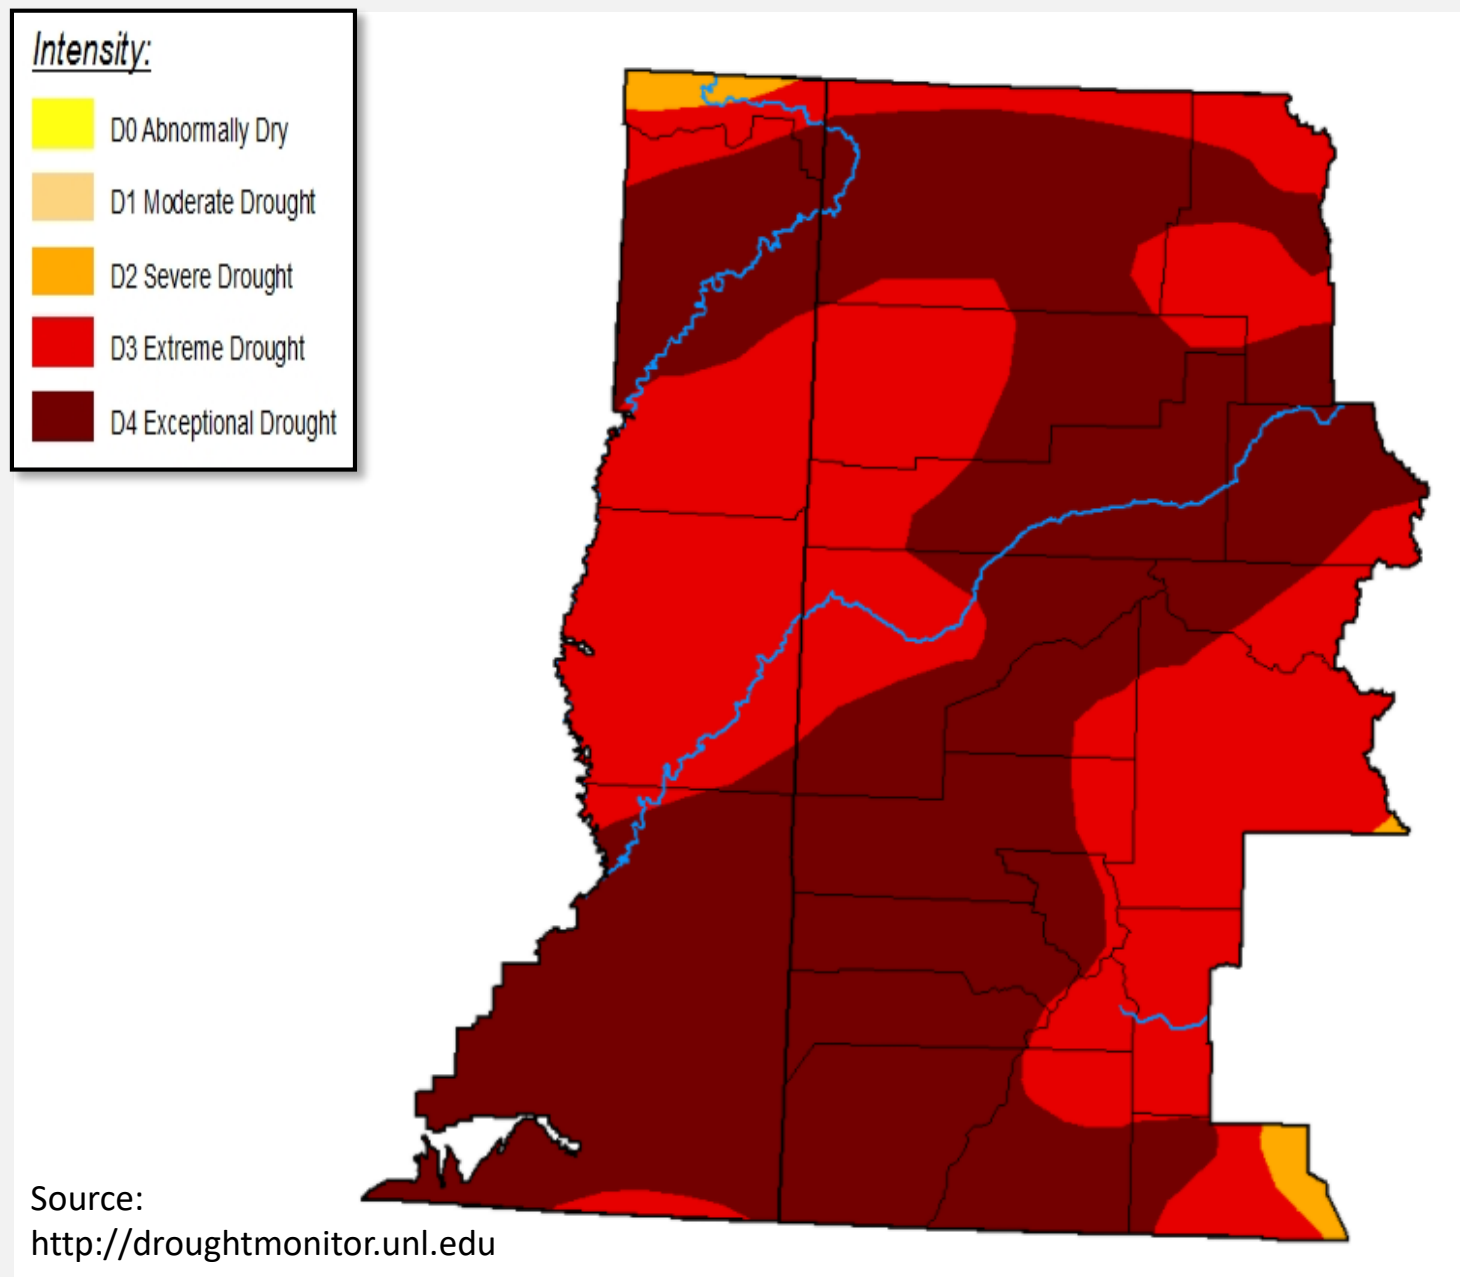 Intensity:
D0 Abnormally Dry
D1 Moderate Drought
D2 Severe Drought
D3 Extreme Drought
D4 Exceptional Drought
Source:
http://droughtmonitor.unl.edu